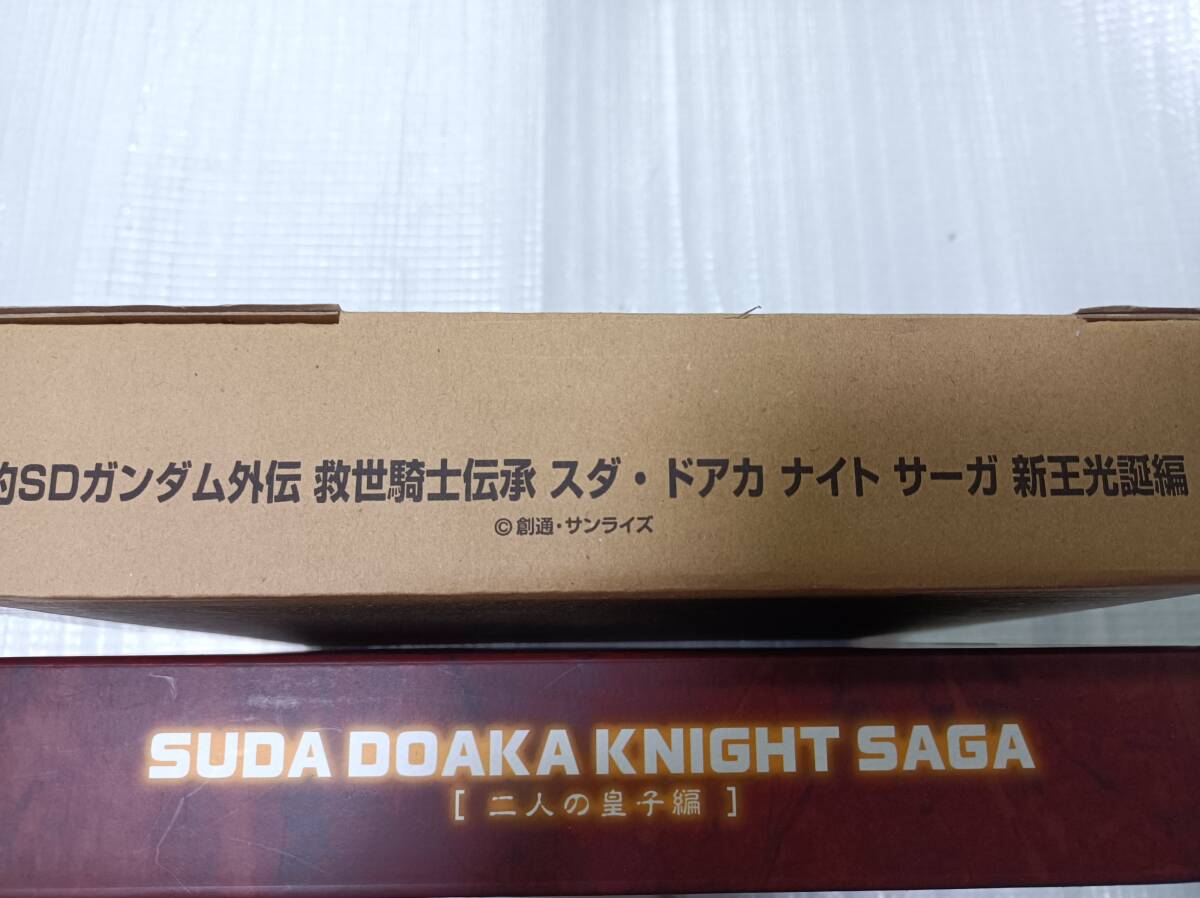 的SDガンダム外伝 救世騎士伝承 スダ・ドアカ ナイト サーガ 新王光誕編
©創通・サンライズ
SUDA DOAKA KNIGHT SAGA
[ 二人の皇子編 ]